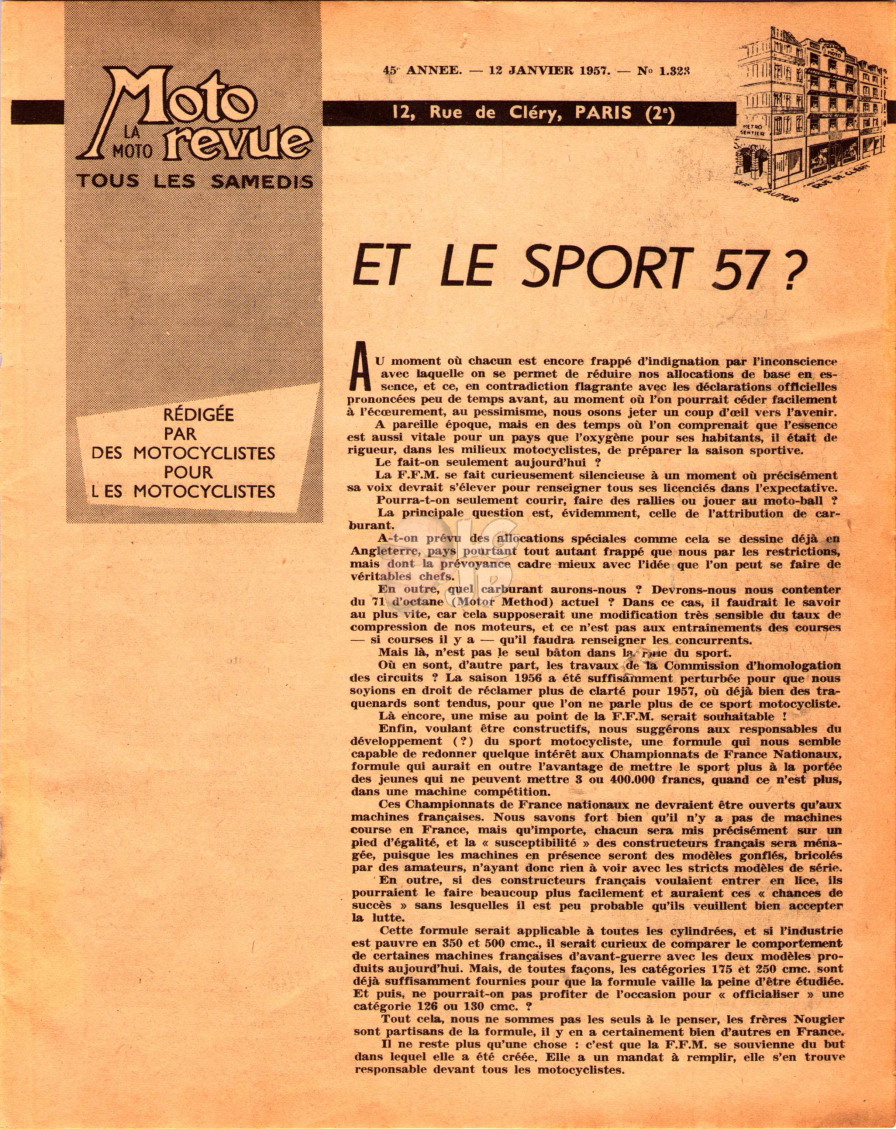 Moto
LA
MOTO
revue
TOUS LES SAMEDIS
45e ANNEE. — 12 JANVIER 1957. — No 1.323
12, Rue de Cléry, PARIS (2e)
METRO
SENTIER
RUE REAUMUR
RUE DE CLERY
RÉDIGÉE
PAR
DES MOTOCYCLISTES
POUR
LES MOTOCYCLISTES
ET LE SPORT 57 ?
AU moment où chacun est encore frappé d'indignation par l'inconscience
avec laquelle on se permet de réduire nos allocations de base en es-
sence, et ce, en contradiction flagrante avec les déclarations officielles
prononcées peu de temps avant, au moment où l'on pourrait céder facilement
à l'écœurement, au pessimisme, nous osons jeter un coup d'œil vers l'avenir.
A pareille époque, mais en des temps où l'on comprenait que l'essence
est aussi vitale pour un pays que l'oxygène pour ses habitants, il était de
rigueur, dans les milieux motocyclistes, de préparer la saison sportive.
Le fait-on seulement aujourd'hui ?
La F.F.M. se fait curieusement silencieuse à un moment où précisément
sa voix devrait s'élever pour renseigner tous ses licenciés dans l'expectative.
Pourra-t-on seulement courir, faire des rallies ou jouer au moto-ball ?
La principale question est, évidemment, celle de l'attribution de car-
burant.
A-t-on prévu des allocations spéciales comme cela se dessine déjà en
Angleterre, pays pourtant tout autant frappé que nous par les restrictions,
mais dont la prévoyance cadre mieux avec l'idée que l'on peut se faire de
véritables chefs.
En outre, quel carburant aurons-nous ? Devrons-nous nous contenter
du 71 d'octane (Motor Method) actuel ? Dans ce cas, il faudrait le savoir
au plus vite, car cela supposerait une modification très sensible du taux de
compression de nos moteurs, et ce n'est pas aux entrainements des courses
— si courses il y a — qu'il faudra renseigner les concurrents.
Mais là, n'est pas le seul bâton dans la roue du sport.
Où en sont, d'autre part, les travaux de la Commission d'homologation
des circuits ? La saison 1956 a été suffisamment perturbée pour que nous
soyions en droit de réclamer plus de clarté pour 1957, où déjà bien des tra-
quenards sont tendus, pour que l'on ne parle plus de ce sport motocycliste.
Là encore, une mise au point de la F.F.M. serait souhaitable !
Enfin, voulant être constructifs, nous suggérons aux responsables du
développement (?) du sport motocycliste, une formule qui nous semble
capable de redonner quelque intérêt aux Championnats de France Nationaux,
formule qui aurait en outre l'avantage de mettre le sport plus à la portée
des jeunes qui ne peuvent mettre 3 ou 400.000 francs, quand ce n'est plus,
dans une machine compétition.
Ces Championnats de France nationaux ne devraient être ouverts qu'aux
machines françaises. Nous savons fort bien qu'il n'y a pas de machines
course en France, mais qu'importe, chacun sera mis précisément sur un
pied d'égalité, et la « susceptibilité » des constructeurs français sera ména-
gée, puisque les machines en présence seront des modèles gonflés, bricolés
par des amateurs, n'ayant donc rien à voir avec les stricts modèles de série.
En outre, si des constructeurs français voulaient entrer en lice, ils
pourraient le faire beaucoup plus facilement et auraient ces « chances de
succès » sans lesquelles il est peu probable qu'ils veuillent bien accepter
la lutte.
Cette formule serait applicable à toutes les cylindrées, et si l'industrie
est pauvre en 350 et 500 cmc., il serait curieux de comparer le comportement
de certaines machines françaises d'avant-guerre avec les deux modèles pro-
duits aujourd'hui. Mais, de toutes façons, les catégories 175 et 250 cmc. sont
déjà suffisamment fournies pour que la formule vaille la peine d'être étudiée.
Et puis, ne pourrait-on pas profiter de l'occasion pour « officialiser » une
catégorie 126 ou 130 cmc. ?
Tout cela, nous ne sommes pas les seuls à le penser, les frères Nougier
sont partisans de la formule, il y en a certainement bien d'autres en France.
Il ne reste plus qu'une chose : c'est que la F.F.M. se souvienne du but
dans lequel elle a été créée. Elle a un mandat à remplir, elle s'en trouve
responsable devant tous les motocyclistes.